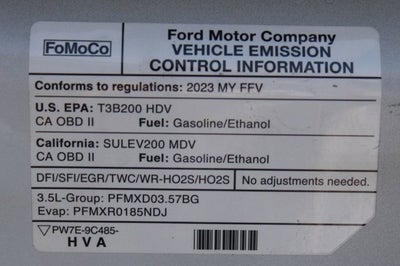 FoMoCo
Ford Motor Company
VEHICLE EMISSION
CONTROL INFORMATION
Conforms to regulations: 2023 MY FFV
U.S. EPA: T3B200 HDV
CA OBD II Fuel: Gasoline/Ethanol
California: SULEV200 MDV
CA OBD II Fuel: Gasoline/Ethanol
DFI/SFI/EGR/TWC/WR-HO2S/HO2S No adjustments needed.
3.5L-Group: PFMXD03.57BG
Evap: PFMXR0185NDJ
PW7E-9C485-
HVA